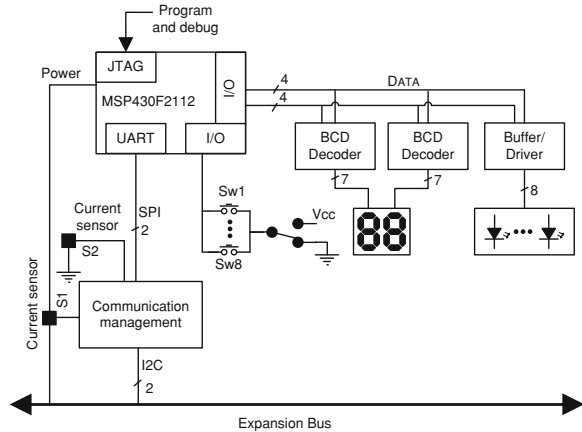 Program
and debug
JTAG
Power
MSP430F2112
I/O
4
DATA
4
UART
I/O
BCD
Decoder
BCD
Decoder
Buffer/
Driver
7
7
8
Sw1
Current
sensor
SPI
2
Vcc
88
S2
Sw8
Current sensor
S1
Communication
management
I2C
2
Expansion Bus